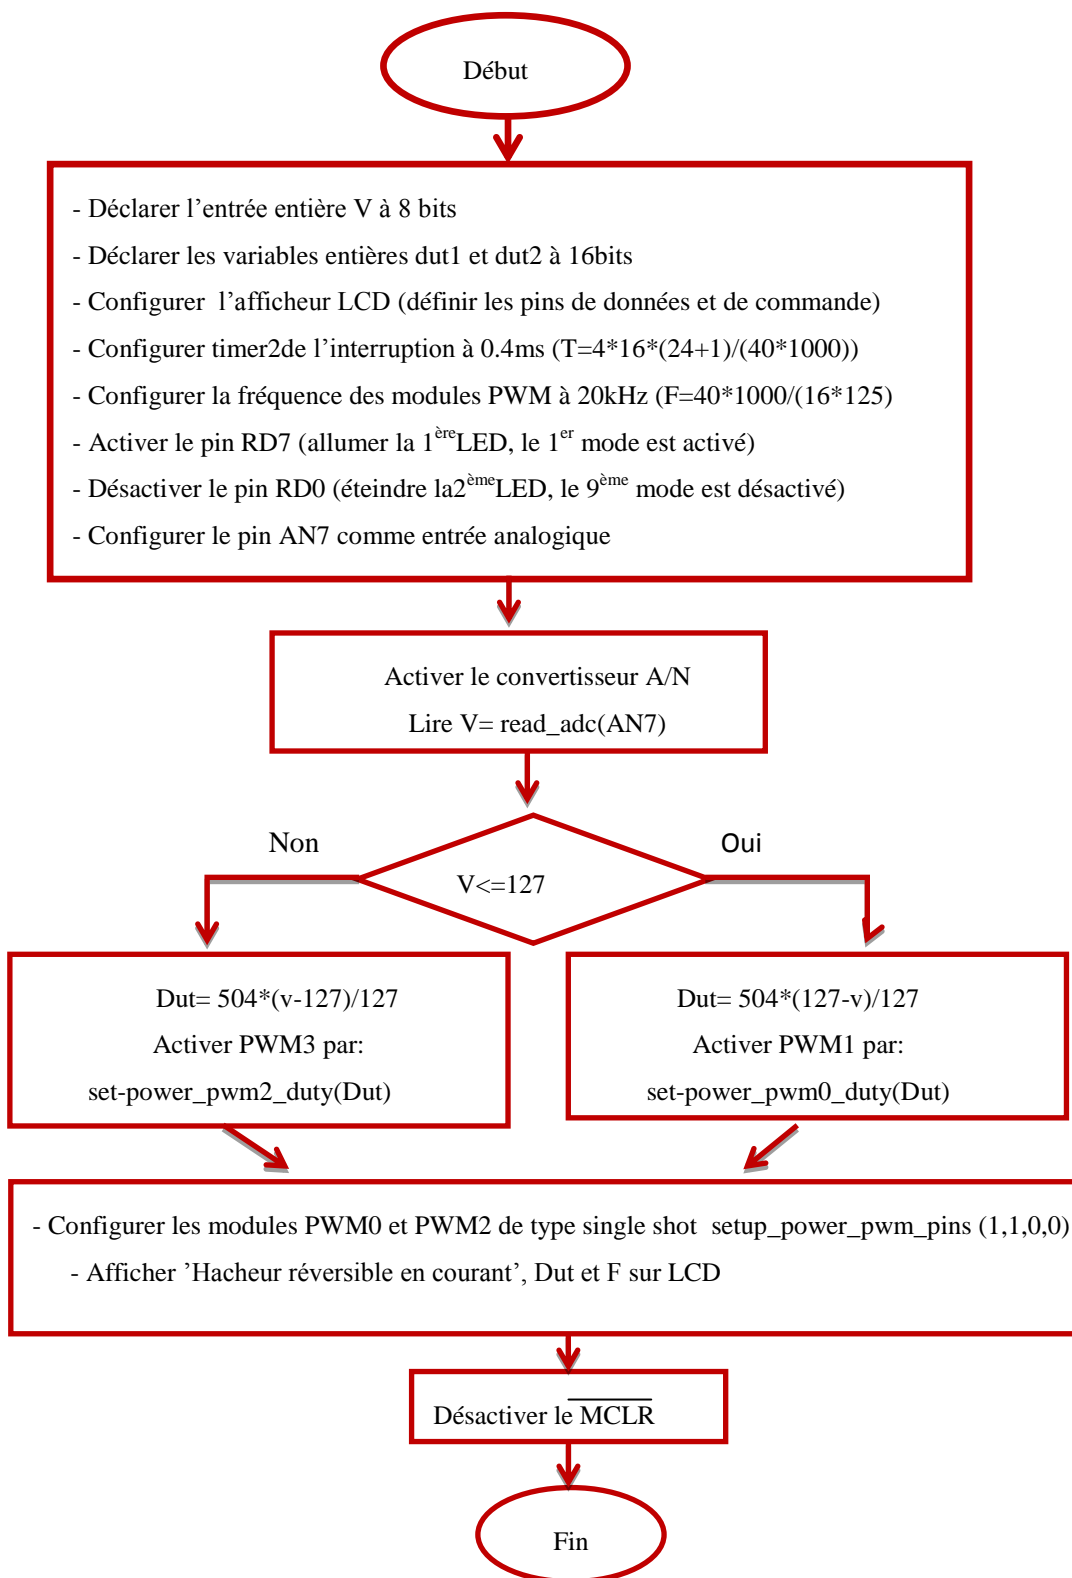 Début
- Déclarer l’entrée entière V à 8 bits
- Déclarer les variables entières dut1 et dut2 à 16bits
- Configurer l’afficheur LCD (définir les pins de données et de commande)
- Configurer timer2de l’interruption à 0.4ms (T=4*16*(24+1)/(40*1000))
- Configurer la fréquence des modules PWM à 20kHz (F=40*1000/(16*125)
- Activer le pin RD7 (allumer la 1èreLED, le 1er mode est activé)
- Désactiver le pin RD0 (éteindre la2èmeLED, le 9ème mode est désactivé)
- Configurer le pin AN7 comme entrée analogique
Activer le convertisseur A/N
Lire V= read_adc(AN7)
Non
Oui
V<=127
Dut= 504*(v-127)/127
Activer PWM3 par:
set-power_pwm2_duty(Dut)
Dut= 504*(127-v)/127
Activer PWM1 par:
set-power_pwm0_duty(Dut)
- Configurer les modules PWM0 et PWM2 de type single shot setup_power_pwm_pins (1,1,0,0)
- Afficher ’Hacheur réversible en courant’, Dut et F sur LCD
Désactiver le M̅C̅L̅R̅
Fin